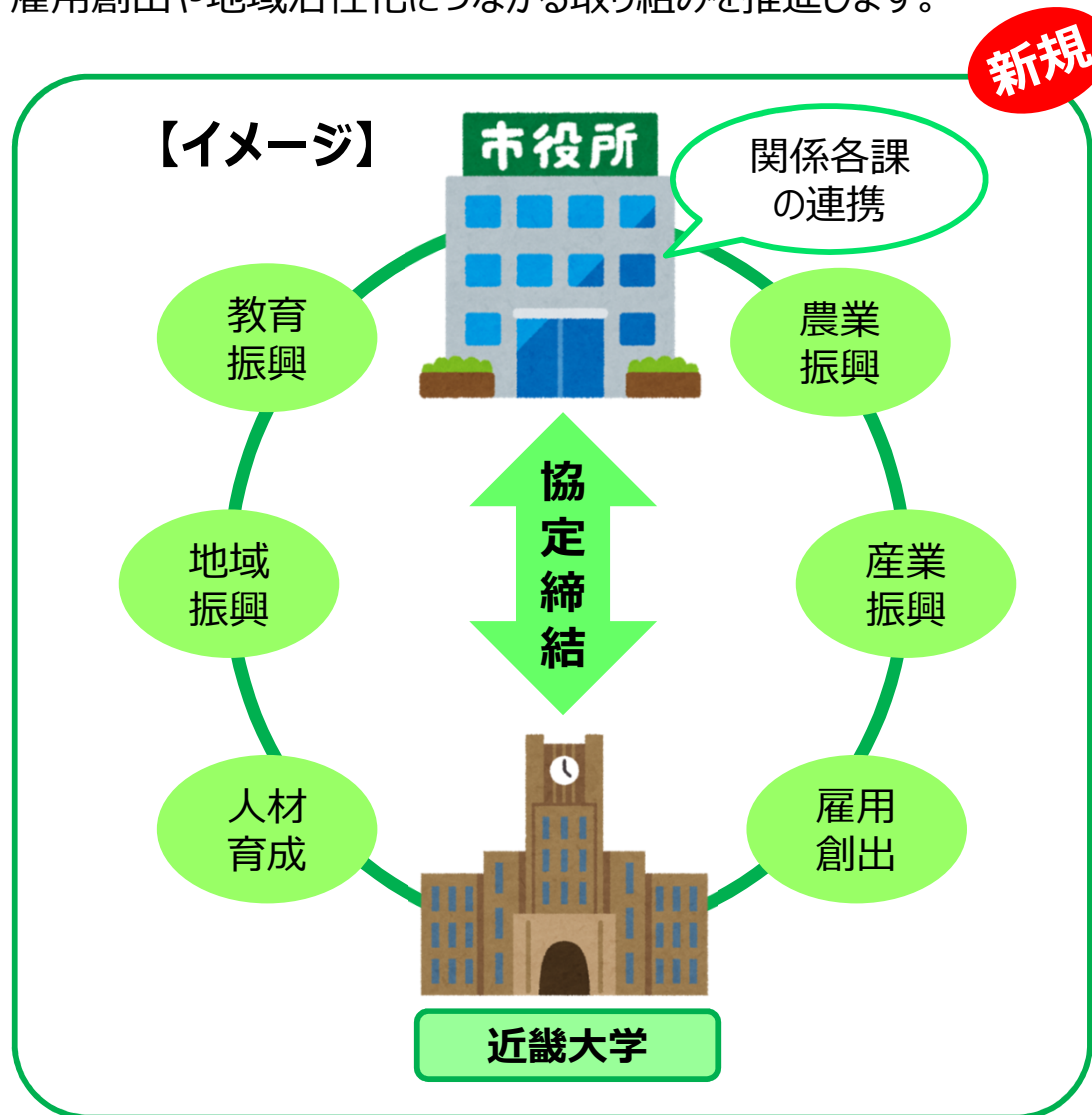 雇用創出や地域活性化につながる取り組みを推進します。
新規
【イメージ】
市役所
関係各課
の連携
教育
振興
農業
振興
協定締結
地域
振興
産業
振興
人材
育成
雇用
創出
近畿大学